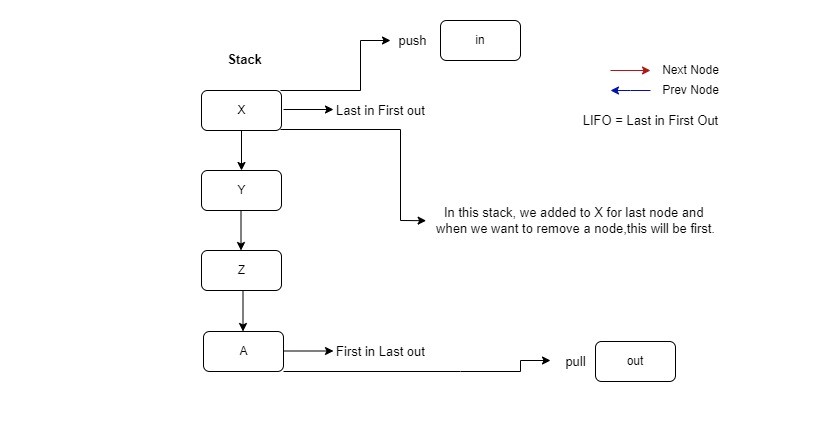 push
in
Stack
Next Node
Prev Node
X
Last in First out
LIFO = Last in First Out
Y
In this stack, we added to X for last node and
when we want to remove a node,this will be first.
Z
A
First in Last out
pull
out